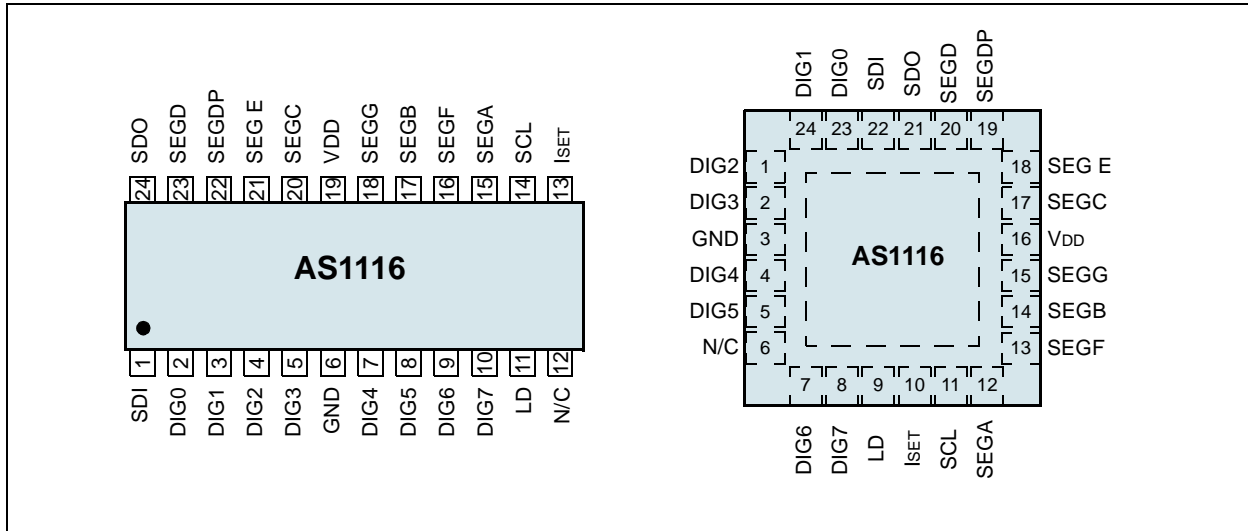 SDO
SEGD
SEGDP
SEG E
SEGC
VDD
SEGG
SEGB
SEGF
SEGA
SCL
ISET
24
23
22
21
20
19
18
17
16
15
14
13
AS1116
1
2
3
4
5
6
7
8
9
10
11
12
SDI
DIG0
DIG1
DIG2
DIG3
GND
DIG4
DIG5
DIG6
DIG7
LD
N/C
DIG1
DIG0
SDI
SDO
SEGD
SEGDP
24
23
22
21
20
19
DIG2 1
DIG3 2
GND 3
DIG4 4
DIG5 5
N/C 6
AS1116
18 SEG E
17 SEGC
16 VDD
15 SEGG
14 SEGB
13 SEGF
7
8
9
10
11
12
DIG6
DIG7
LD
ISET
SCL
SEGA